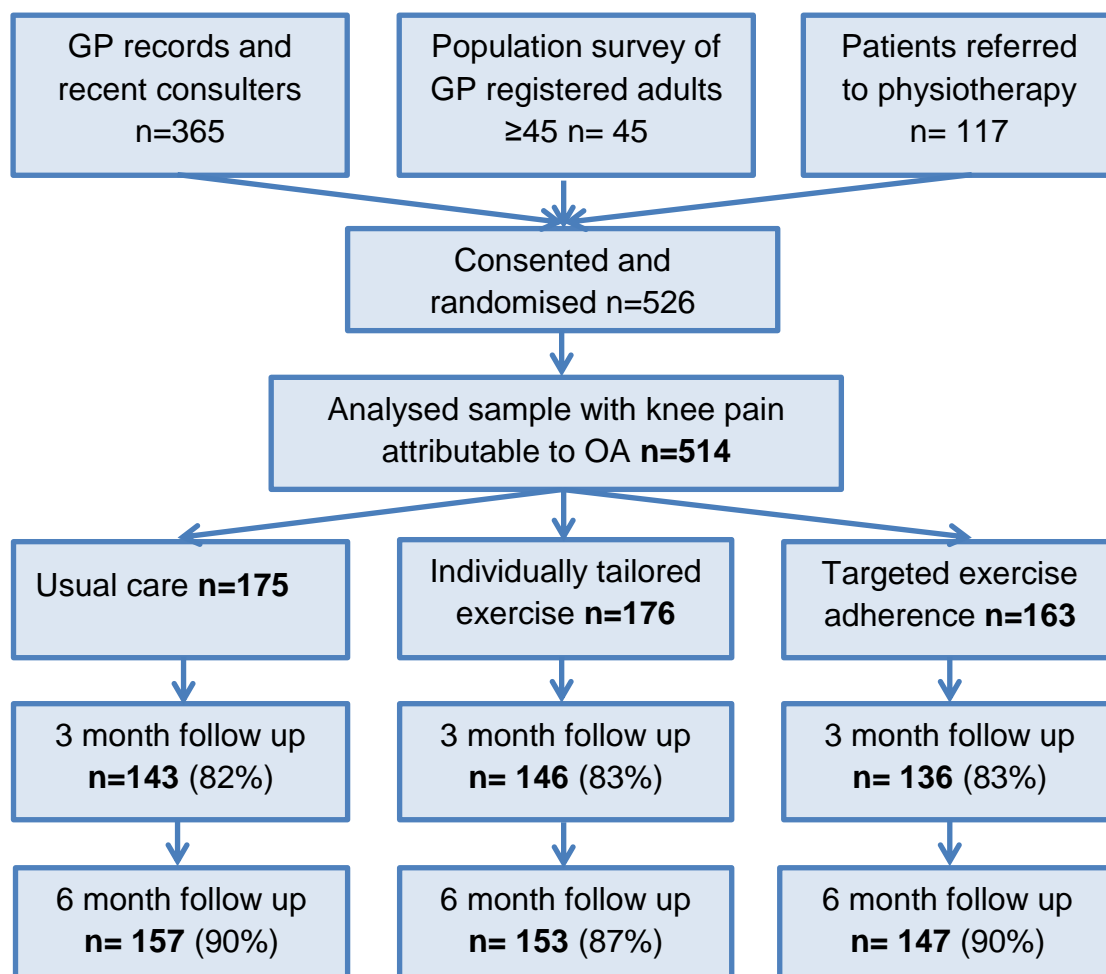 GP records and
recent consulters
n=365
Population survey of
GP registered adults
≥45 n= 45
Patients referred
to physiotherapy
n= 117
Consented and
randomised n=526
Analysed sample with knee pain
attributable to OA n=514
Usual care n=175
Individually tailored
exercise n=176
Targeted exercise
adherence n=163
3 month follow up
n=143 (82%)
3 month follow up
n= 146 (83%)
3 month follow up
n= 136 (83%)
6 month follow up
n= 157 (90%)
6 month follow up
n= 153 (87%)
6 month follow up
n= 147 (90%)